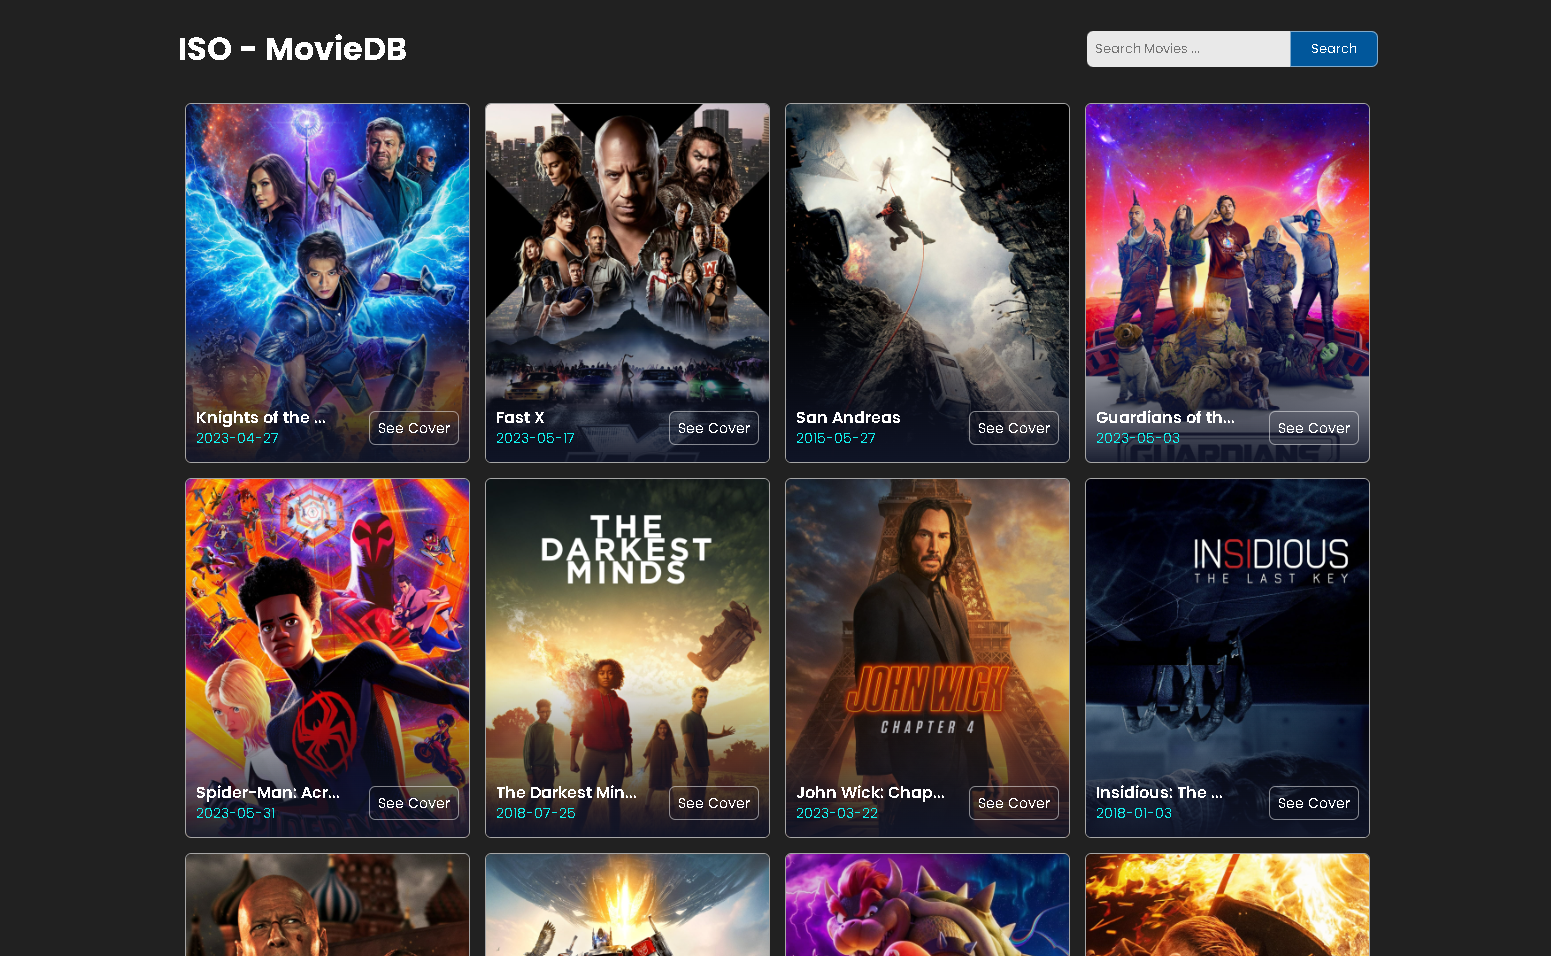 ISO - MovieDB
Search Movies ...
Search
Knights of the ...
2023-04-27
See Cover
Fast X
2023-05-17
See Cover
San Andreas
2015-05-27
See Cover
Guardians of th...
2023-05-03
See Cover
GUARDIANS
W
Spider-Man: Acr...
2023-05-31
See Cover
THE
DARKEST
MINDS
The Darkest Min...
2018-07-25
See Cover
JOHN WICK
CHAPTER 4
John Wick: Chap...
2023-03-22
See Cover
INSIDIOUS
THE LAST KEY
Insidious: The ...
2018-01-03
See Cover